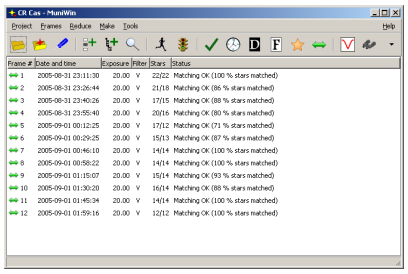 CR Cas - MuniWin
Project Frames Reduce Make Tools Help
D F
Frame # Date and time Exposure Filter Stars Status
1 2005-08-31 23:11:30 20.00 V 22/22 Matching OK (100 % stars matched)
2 2005-08-31 23:26:44 20.00 V 21/18 Matching OK (86 % stars matched)
3 2005-08-31 23:40:26 20.00 V 17/15 Matching OK (88 % stars matched)
4 2005-08-31 23:55:40 20.00 V 20/16 Matching OK (80 % stars matched)
5 2005-09-01 00:12:25 20.00 V 17/12 Matching OK (71 % stars matched)
6 2005-09-01 00:29:25 20.00 V 15/13 Matching OK (87 % stars matched)
7 2005-09-01 00:46:10 20.00 V 14/14 Matching OK (100 % stars matched)
8 2005-09-01 00:58:22 20.00 V 14/14 Matching OK (100 % stars matched)
9 2005-09-01 01:15:07 20.00 V 15/14 Matching OK (93 % stars matched)
10 2005-09-01 01:30:20 20.00 V 16/14 Matching OK (88 % stars matched)
11 2005-09-01 01:45:34 20.00 V 14/14 Matching OK (100 % stars matched)
12 2005-09-01 01:59:16 20.00 V 12/12 Matching OK (100 % stars matched)